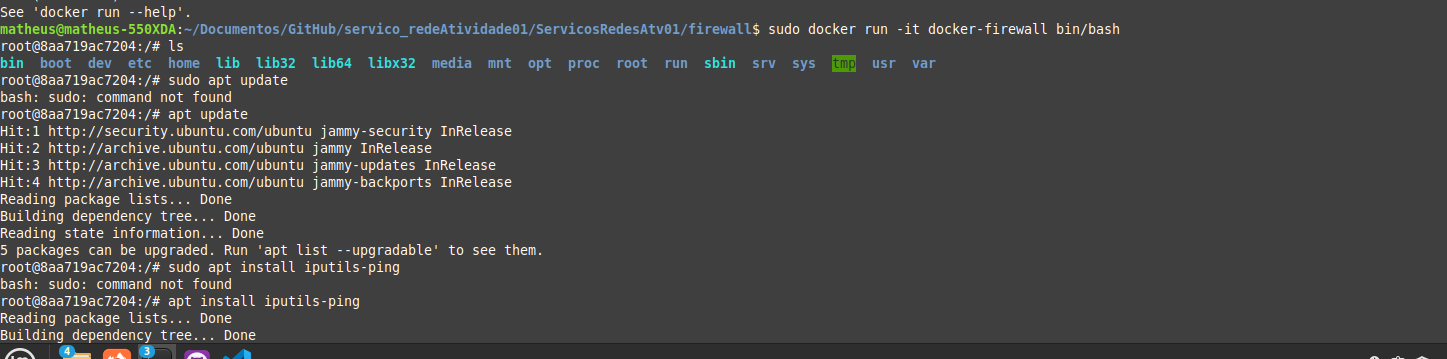 See 'docker run --help'.
matheus@matheus-550XDA:~/Documentos/GitHub/servico_redeAtividade01/ServicosRedesAtv01/firewall$ sudo docker run -it docker-firewall bin/bash
root@8aa719ac7204:/# ls
bin boot dev etc home lib lib32 lib64 libx32 media mnt opt proc root run sbin srv sys tmp usr var
root@8aa719ac7204:/# sudo apt update
bash: sudo: command not found
root@8aa719ac7204:/# apt update
Hit:1 http://security.ubuntu.com/ubuntu jammy-security InRelease
Hit:2 http://archive.ubuntu.com/ubuntu jammy InRelease
Hit:3 http://archive.ubuntu.com/ubuntu jammy-updates InRelease
Hit:4 http://archive.ubuntu.com/ubuntu jammy-backports InRelease
Reading package lists... Done
Building dependency tree... Done
Reading state information... Done
5 packages can be upgraded. Run 'apt list --upgradable' to see them.
root@8aa719ac7204:/# sudo apt install iputils-ping
bash: sudo: command not found
root@8aa719ac7204:/# apt install iputils-ping
Reading package lists... Done
Building dependency tree... Done
4 3